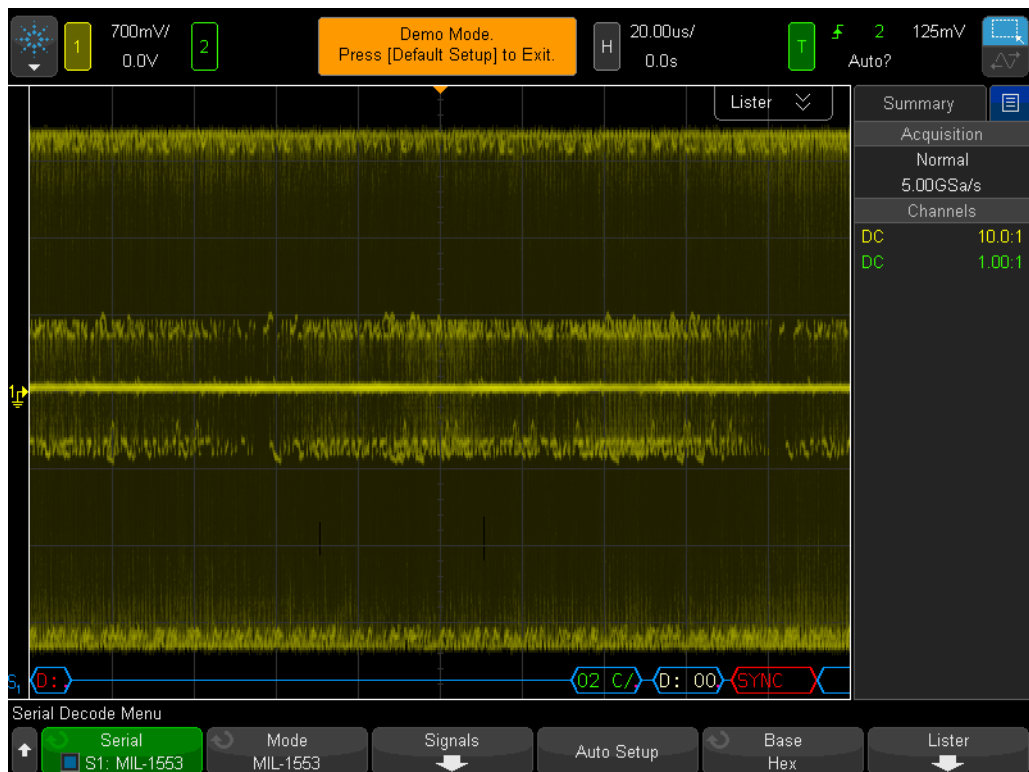 1
700mV/
0.0V
2
Demo Mode.
Press [Default Setup] to Exit.
H
20.00us/
0.0s
T
2
125mV
Auto?
Lister
Summary
Acquisition
Normal
5.00GSa/s
Channels
DC 10.0:1
DC 1.00:1
1
S1 D: 02 C/ D: 00 SYNC
Serial Decode Menu
Serial
S1: MIL-1553
Mode
MIL-1553
Signals
Auto Setup
Base
Hex
Lister